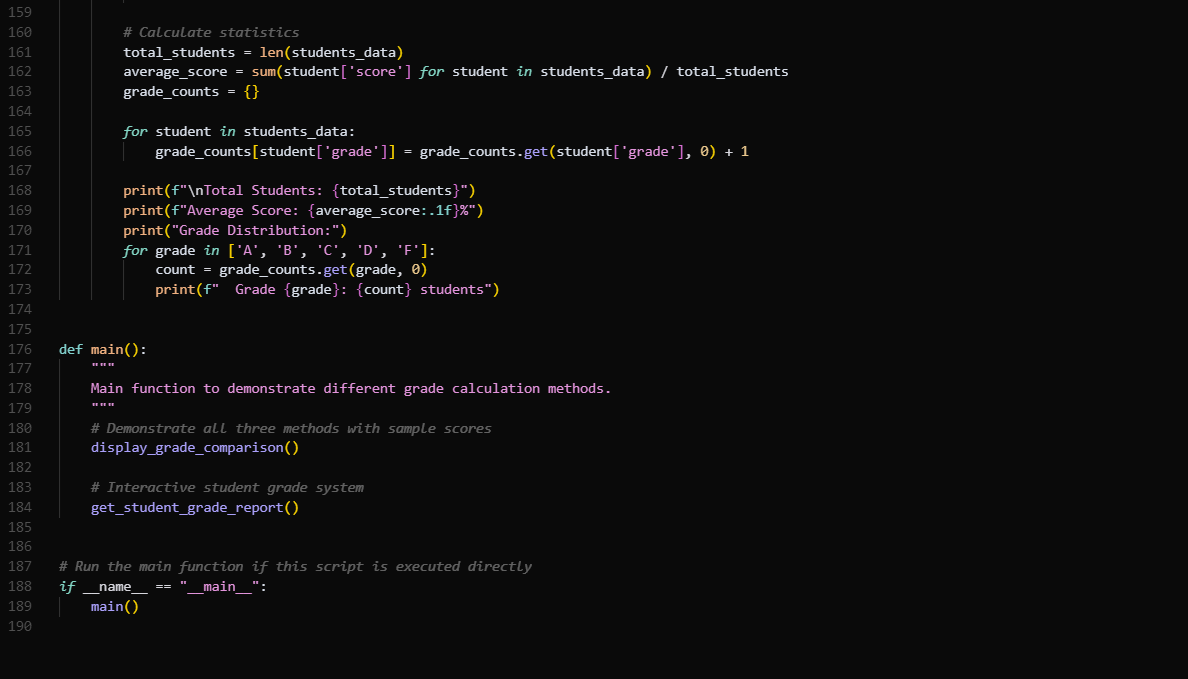 159
160 # Calculate statistics
161 total_students = len(students_data)
162 average_score = sum(student['score'] for student in students_data) / total_students
163 grade_counts = {}
164
165 for student in students_data:
166 grade_counts[student['grade']] = grade_counts.get(student['grade'], 0) + 1
167
168 print(f"\nTotal Students: {total_students}")
169 print(f"Average Score: {average_score:.1f}%")
170 print("Grade Distribution:")
171 for grade in ['A', 'B', 'C', 'D', 'F']:
172 count = grade_counts.get(grade, 0)
173 print(f"  Grade {grade}: {count} students")
174
175
176 def main():
177 """
178 Main function to demonstrate different grade calculation methods.
179 """
180 # Demonstrate all three methods with sample scores
181 display_grade_comparison()
182
183 # Interactive student grade system
184 get_student_grade_report()
185
186
187 # Run the main function if this script is executed directly
188 if __name__ == "__main__":
189 main()
190